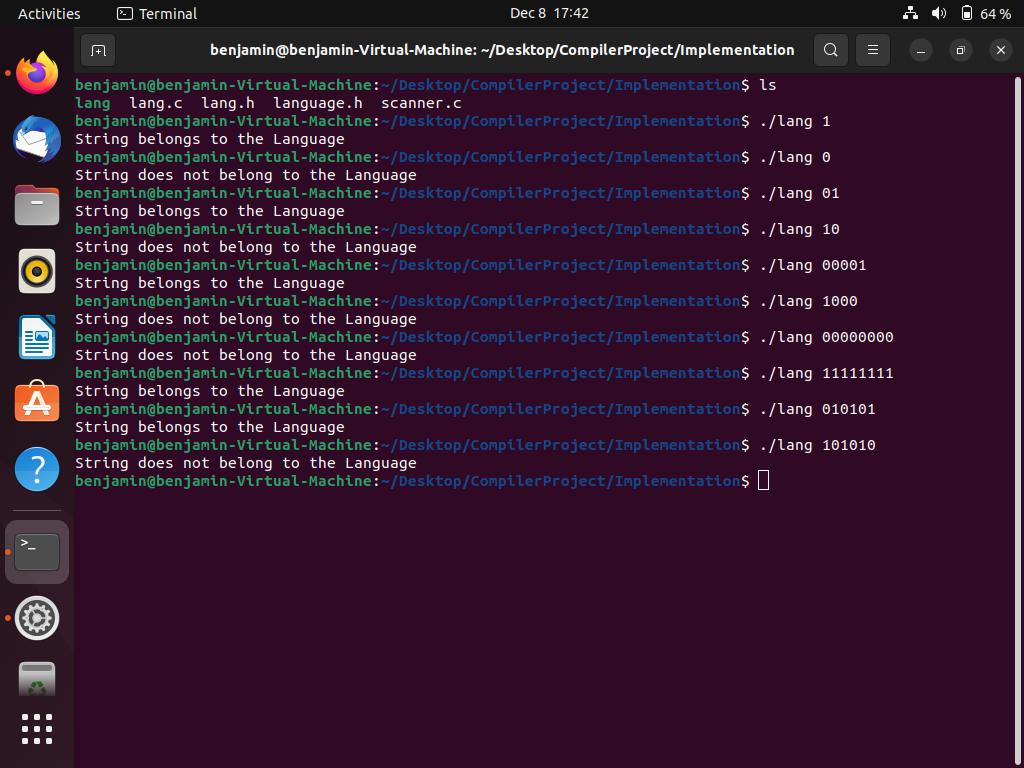 Activities Terminal Dec 8 17:42 64 %
benjamin@benjamin-Virtual-Machine: ~/Desktop/CompilerProject/Implementation
benjamin@benjamin-Virtual-Machine:~/Desktop/CompilerProject/Implementation$ ls
lang lang.c lang.h language.h scanner.c
benjamin@benjamin-Virtual-Machine:~/Desktop/CompilerProject/Implementation$ ./lang 1
String belongs to the Language
benjamin@benjamin-Virtual-Machine:~/Desktop/CompilerProject/Implementation$ ./lang 0
String does not belong to the Language
benjamin@benjamin-Virtual-Machine:~/Desktop/CompilerProject/Implementation$ ./lang 01
String belongs to the Language
benjamin@benjamin-Virtual-Machine:~/Desktop/CompilerProject/Implementation$ ./lang 10
String does not belong to the Language
benjamin@benjamin-Virtual-Machine:~/Desktop/CompilerProject/Implementation$ ./lang 00001
String belongs to the Language
benjamin@benjamin-Virtual-Machine:~/Desktop/CompilerProject/Implementation$ ./lang 1000
String does not belong to the Language
benjamin@benjamin-Virtual-Machine:~/Desktop/CompilerProject/Implementation$ ./lang 00000000
String does not belong to the Language
benjamin@benjamin-Virtual-Machine:~/Desktop/CompilerProject/Implementation$ ./lang 11111111
String belongs to the Language
benjamin@benjamin-Virtual-Machine:~/Desktop/CompilerProject/Implementation$ ./lang 010101
String belongs to the Language
benjamin@benjamin-Virtual-Machine:~/Desktop/CompilerProject/Implementation$ ./lang 101010
String does not belong to the Language
benjamin@benjamin-Virtual-Machine:~/Desktop/CompilerProject/Implementation$